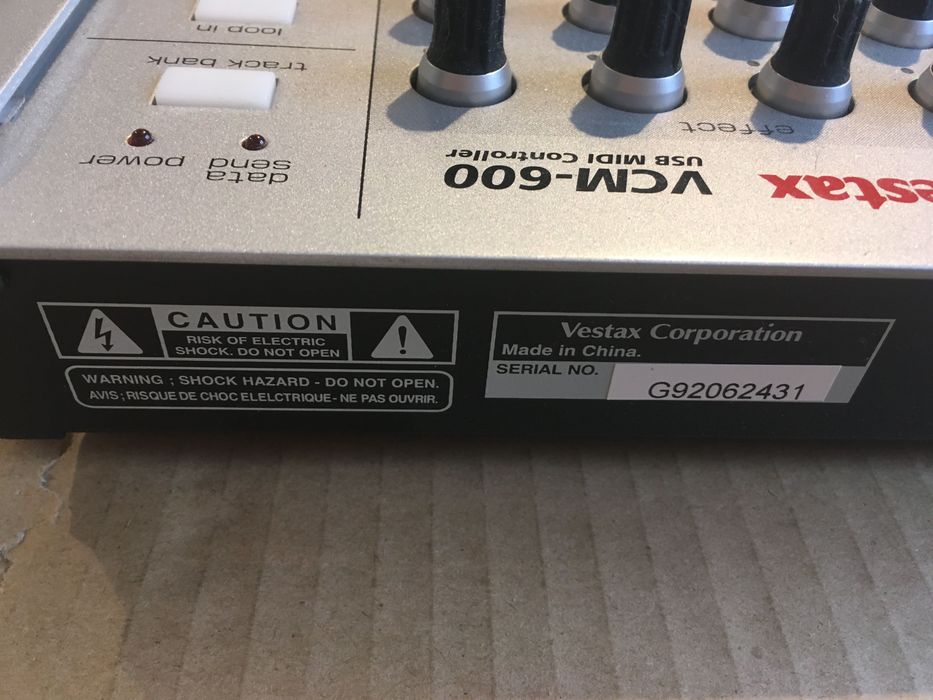 loop in
track bank
power
data
send
effect
VCM-600
USB MIDI Controller
estax
CAUTION
RISK OF ELECTRIC
SHOCK. DO NOT OPEN
WARNING ; SHOCK HAZARD - DO NOT OPEN.
AVIS ; RISQUE DE CHOC ELELCTRIQUE - NE PAS OUVRIR.
Vestax Corporation
Made in China.
SERIAL NO.
G92062431